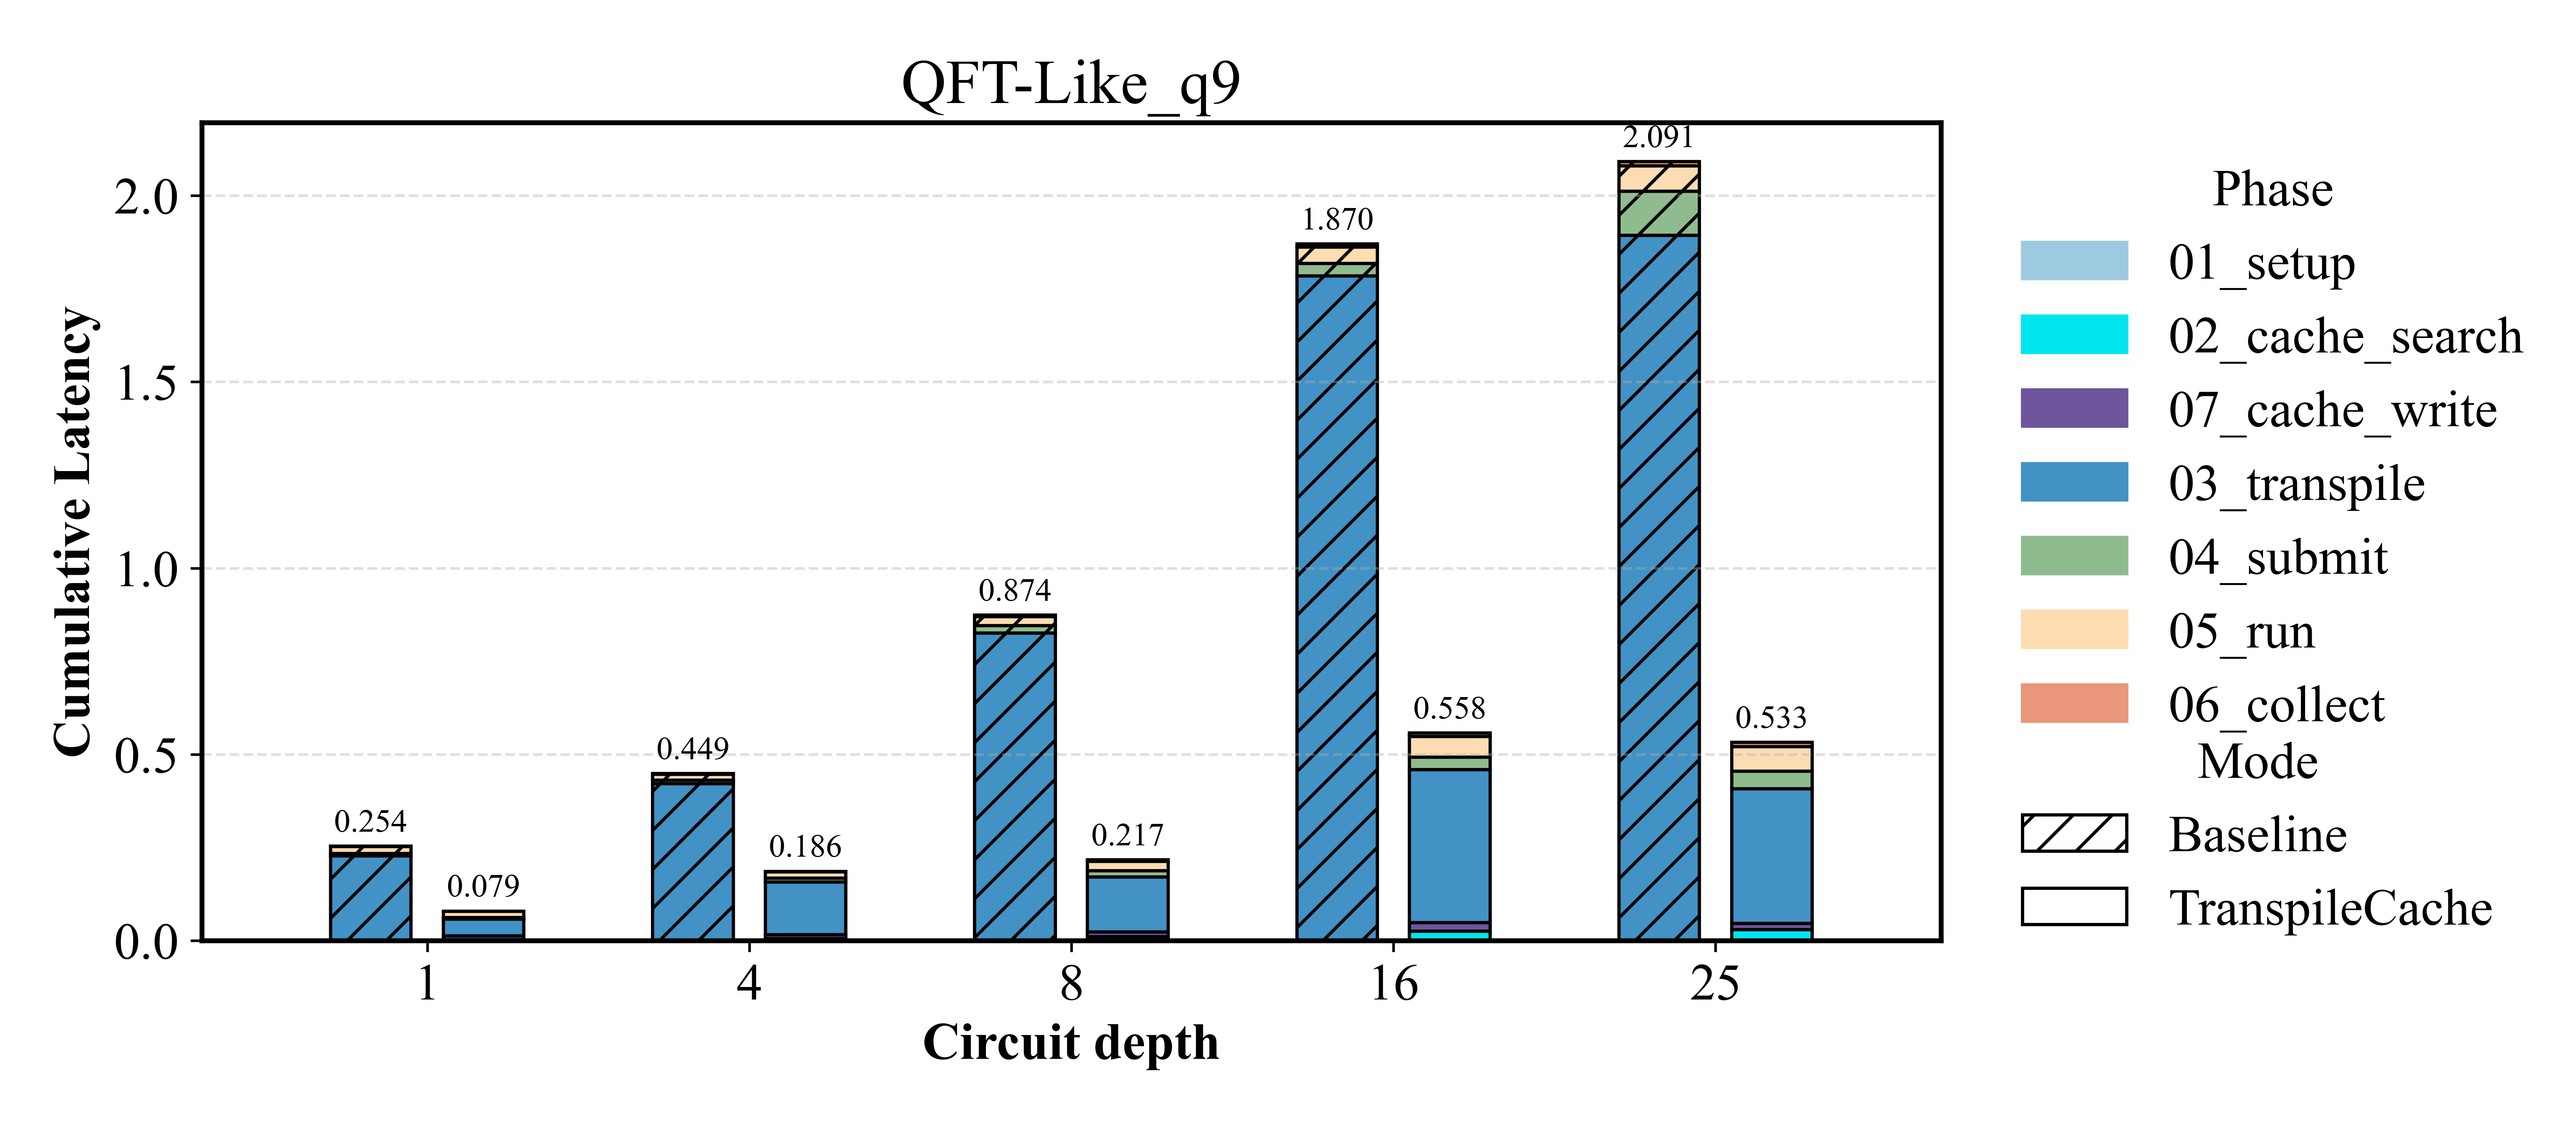 QFT-Like_q9
Cumulative Latency
2.0
1.5
1.0
0.5
0.0
0.254
0.079
0.449
0.186
0.874
0.217
1.870
0.558
2.091
0.533
1
4
8
16
25
Circuit depth
Phase
01_setup
02_cache_search
07_cache_write
03_transpile
04_submit
05_run
06_collect
Mode
Baseline
TranspileCache